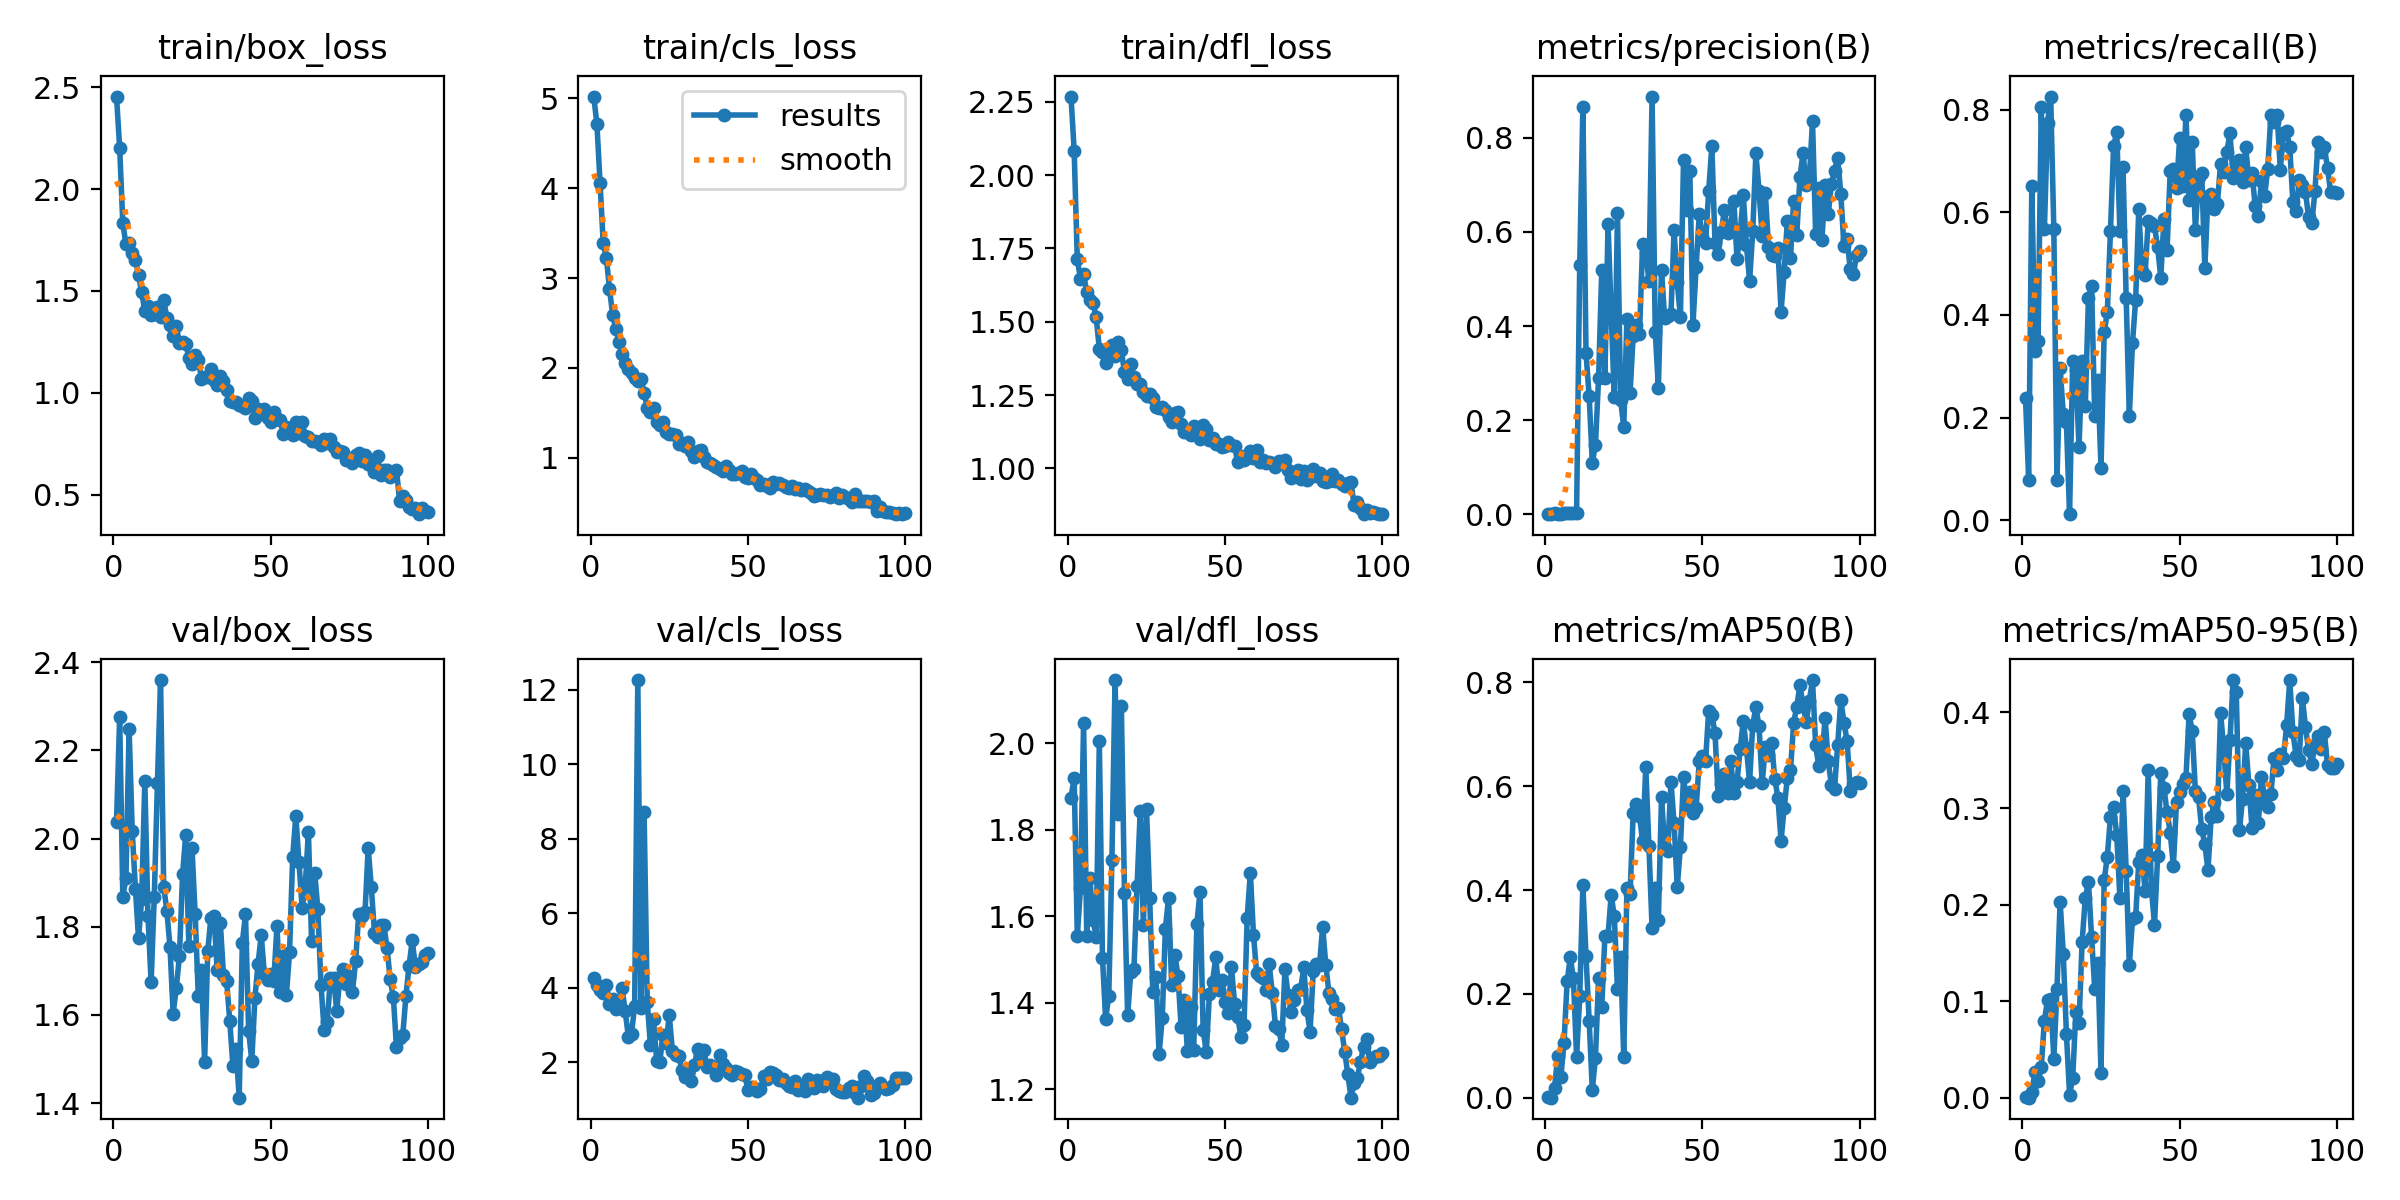 train/box_loss
2.5
2.0
1.5
1.0
0.5
0 50 100
train/cls_loss
results
smooth
5
4
3
2
1
0 50 100
train/dfl_loss
2.25
2.00
1.75
1.50
1.25
1.00
0 50 100
metrics/precision(B)
0.8
0.6
0.4
0.2
0.0
0 50 100
metrics/recall(B)
0.8
0.6
0.4
0.2
0.0
0 50 100
val/box_loss
2.4
2.2
2.0
1.8
1.6
1.4
0 50 100
val/cls_loss
12
10
8
6
4
2
0 50 100
val/dfl_loss
2.0
1.8
1.6
1.4
1.2
0 50 100
metrics/mAP50(B)
0.8
0.6
0.4
0.2
0.0
0 50 100
metrics/mAP50-95(B)
0.4
0.3
0.2
0.1
0.0
0 50 100